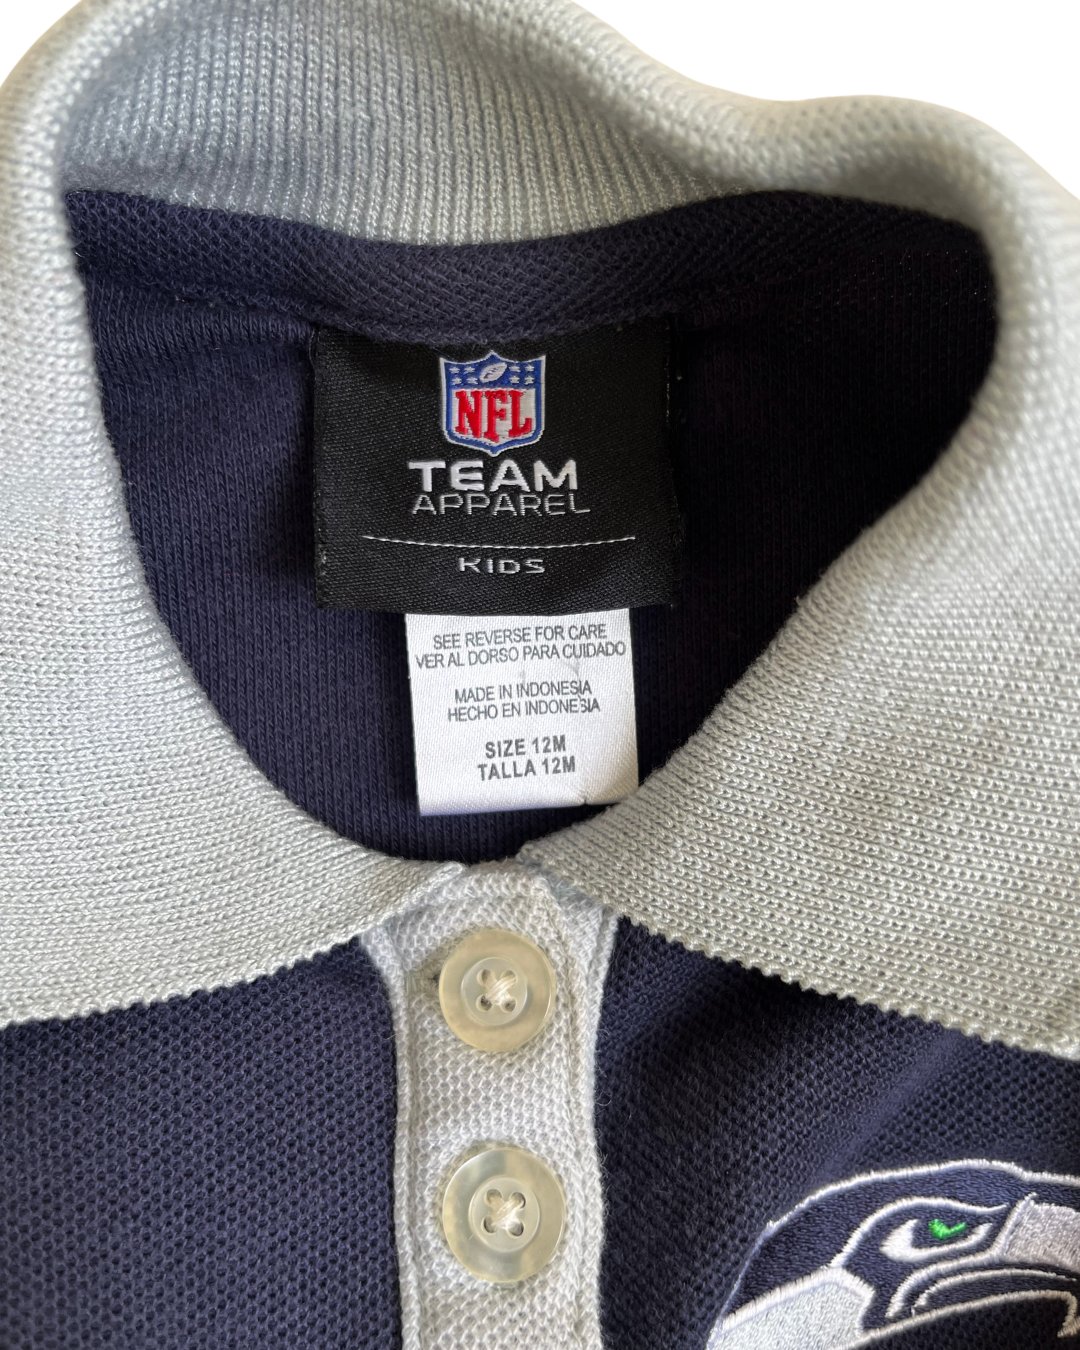 NFL
TEAM
APPAREL
KIDS
SEE REVERSE FOR CARE
VER AL DORSO PARA CUIDADO
MADE IN INDONESIA
HECHO EN INDONESIA
SIZE 12M
TALLA 12M